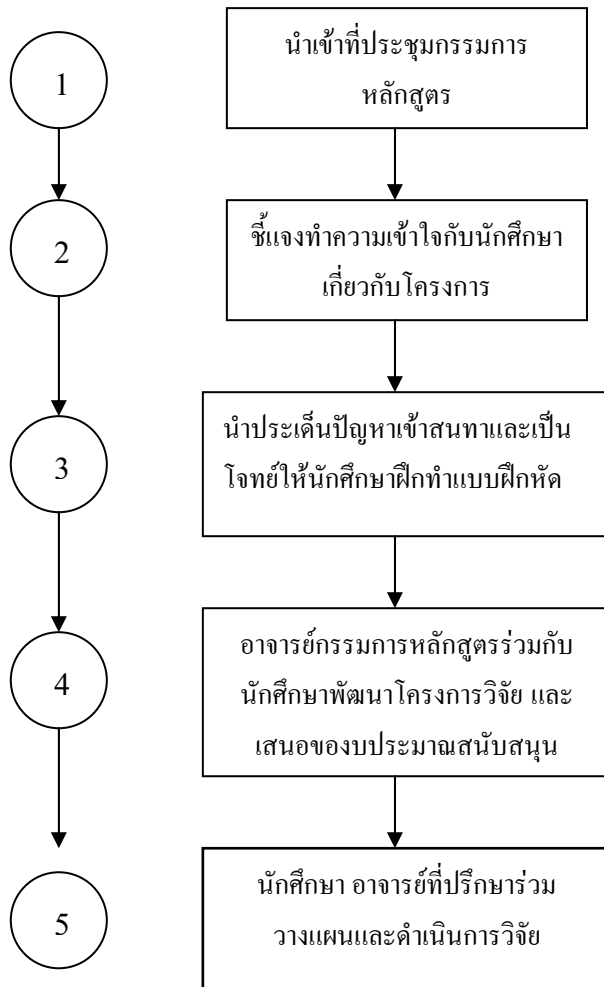 1
นำเข้าที่ประชุมกรรมการ
หลักสูตร
2
ชี้แจงทำความเข้าใจกับนักศึกษา
เกี่ยวกับโครงการ
3
นำประเด็นปัญหาเข้าสนทาและเป็น
โจทย์ให้นักศึกษาฝึกทำแบบฝึกหัด
4
อาจารย์กรรมการหลักสูตรร่วมกับ
นักศึกษาพัฒนาโครงการวิจัย และ
เสนอของบประมาณสนับสนุน
5
นักศึกษา อาจารย์ที่ปรึกษาร่วม
วางแผนและดำเนินการวิจัย